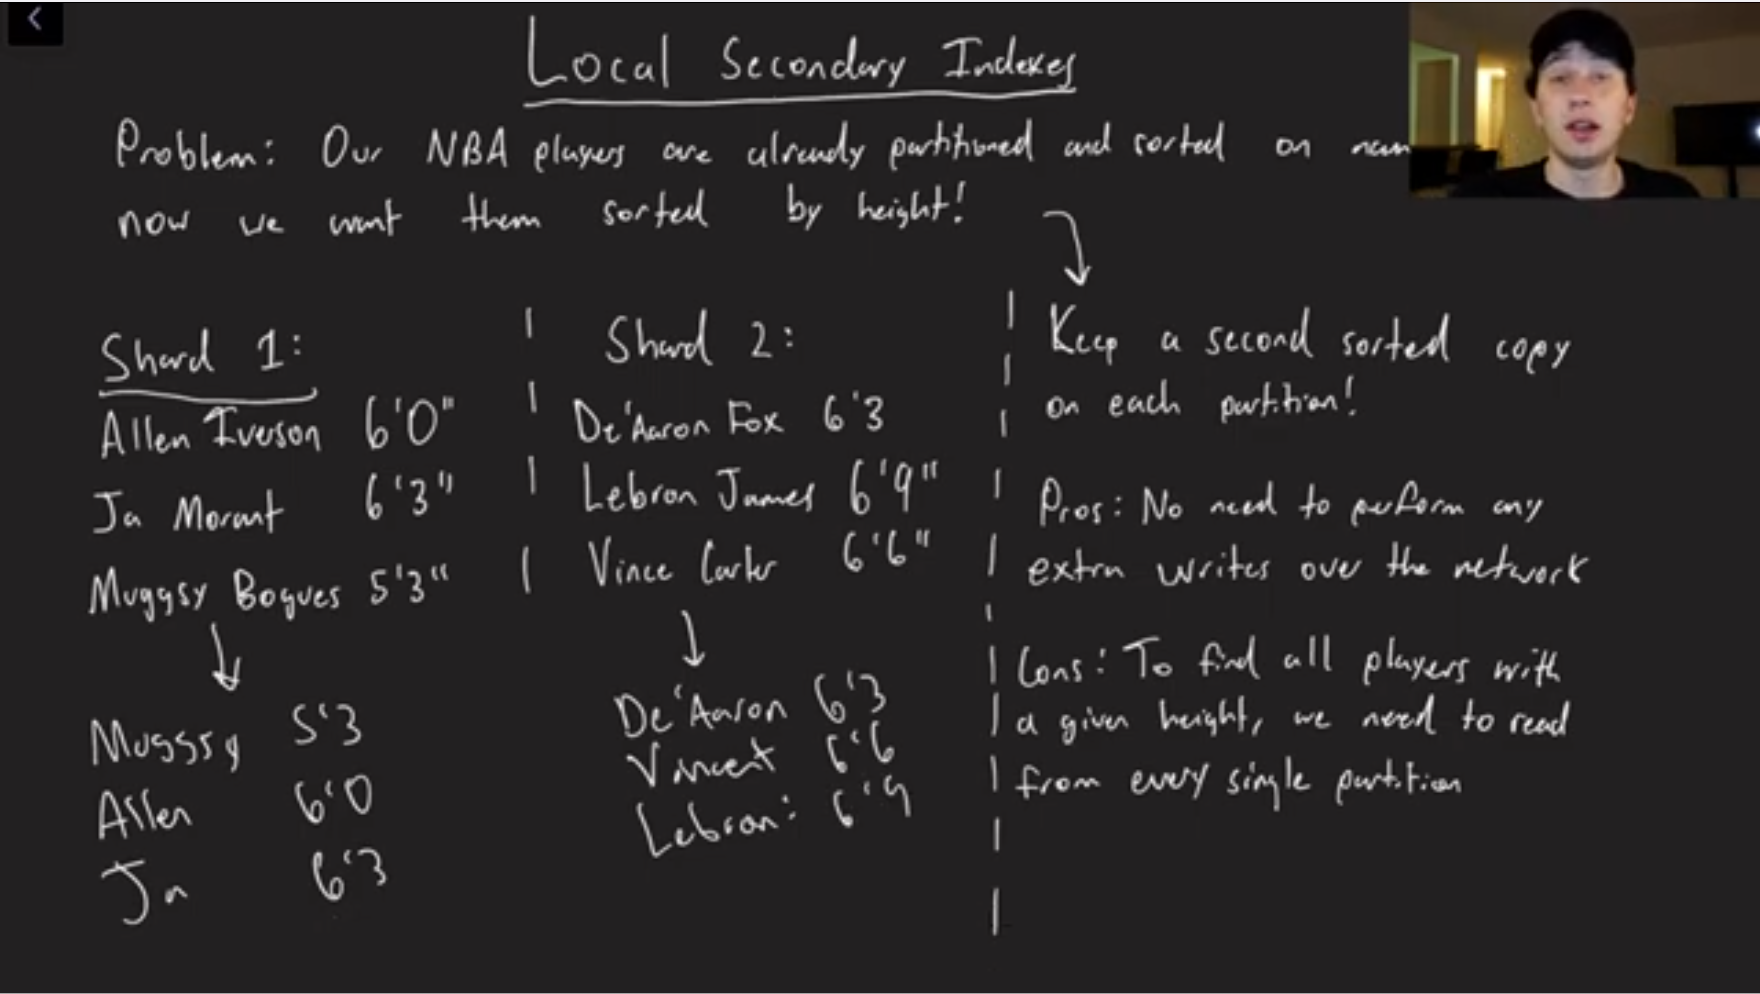 Local Secondary Indexes
Problem: Our NBA players are already partitioned and sorted on
now we want them sorted by height!
Shard 1:
Allen Iverson 6'0"
Ja Morant 6'3"
Muggsy Bogues 5'3"
Muggsy 5'3
Allen 6'0
Ja 6'3
Shard 2:
De'Aaron Fox 6'3
Lebron James 6'9"
Vince Carter 6'6"
De'Aaron 6'3
Vincent 6'6
Lebron: 6'9
Keep a second sorted copy
on each partition!
Pros: No need to perform any
extra writes over the network
Cons: To find all players with
a given height, we need to read
from every single partition